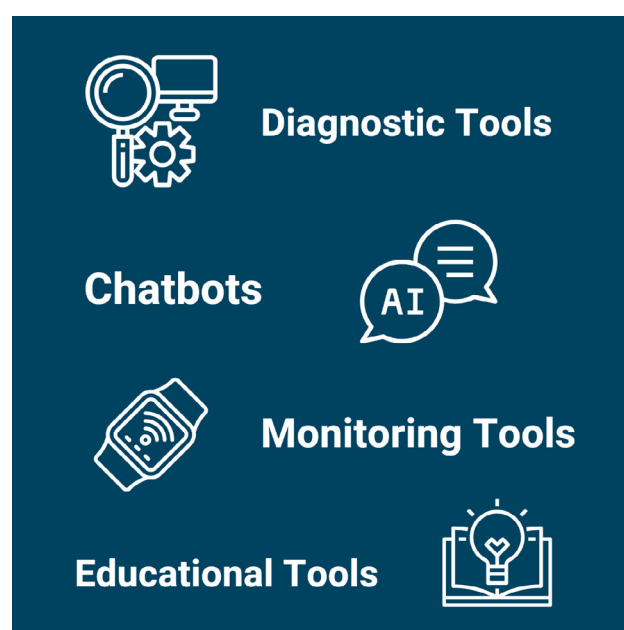 Diagnostic Tools
Chatbots
AI
Monitoring Tools
Educational Tools